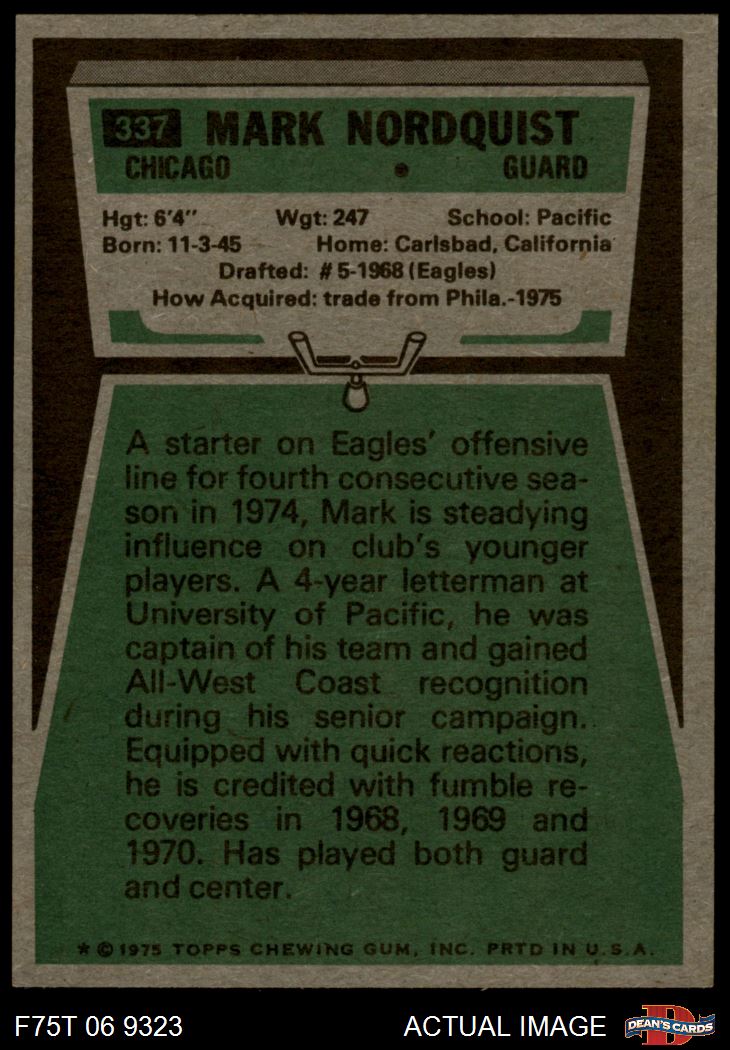 337 MARK NORDQUIST
CHICAGO • GUARD
Hgt: 6'4" Wgt: 247 School: Pacific
Born: 11-3-45 Home: Carlsbad, California
Drafted: #5-1968 (Eagles)
How Acquired: trade from Phila.-1975
A starter on Eagles' offensive
line for fourth consecutive sea-
son in 1974, Mark is steadying
influence on club's younger
players. A 4-year letterman at
University of Pacific, he was
captain of his team and gained
All-West Coast recognition
during his senior campaign.
Equipped with quick reactions,
he is credited with fumble re-
coveries in 1968, 1969 and
1970. Has played both guard
and center.
* © 1975 TOPPS CHEWING GUM, INC. PRTD IN U.S.A.
F75T 06 9323 ACTUAL IMAGE D DEAN'S CARDS